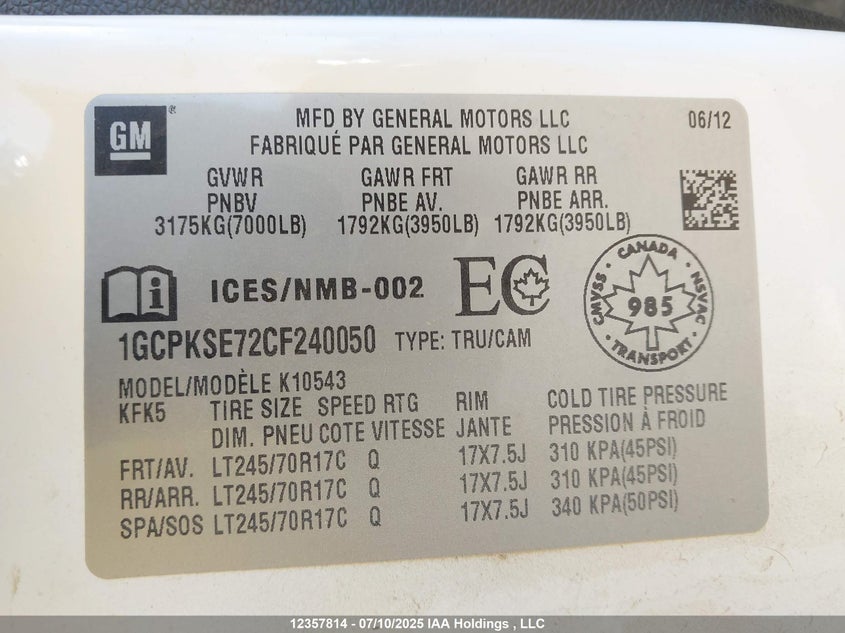 GM
MFD BY GENERAL MOTORS LLC
06/12
FABRIQUÉ PAR GENERAL MOTORS LLC
GVWR GAWR FRT GAWR RR
PNBV PNBE AV. PNBE ARR.
3175KG(7000LB) 1792KG(3950LB) 1792KG(3950LB)
ICES/NMB-002 EC
CANADA
CMVSS 985 NSVAC
TRANSPORT
1GCPKSE72CF240050 TYPE: TRU/CAM
MODEL/MODÈLE K10543
KFK5 TIRE SIZE SPEED RTG RIM COLD TIRE PRESSURE
DIM. PNEU COTE VITESSE JANTE PRESSION À FROID
FRT/AV. LT245/70R17C Q 17X7.5J 310 KPA(45PSI)
RR/ARR. LT245/70R17C Q 17X7.5J 310 KPA(45PSI)
SPA/SOS LT245/70R17C Q 17X7.5J 340 KPA(50PSI)
12357814 - 07/10/2025 IAA Holdings , LLC